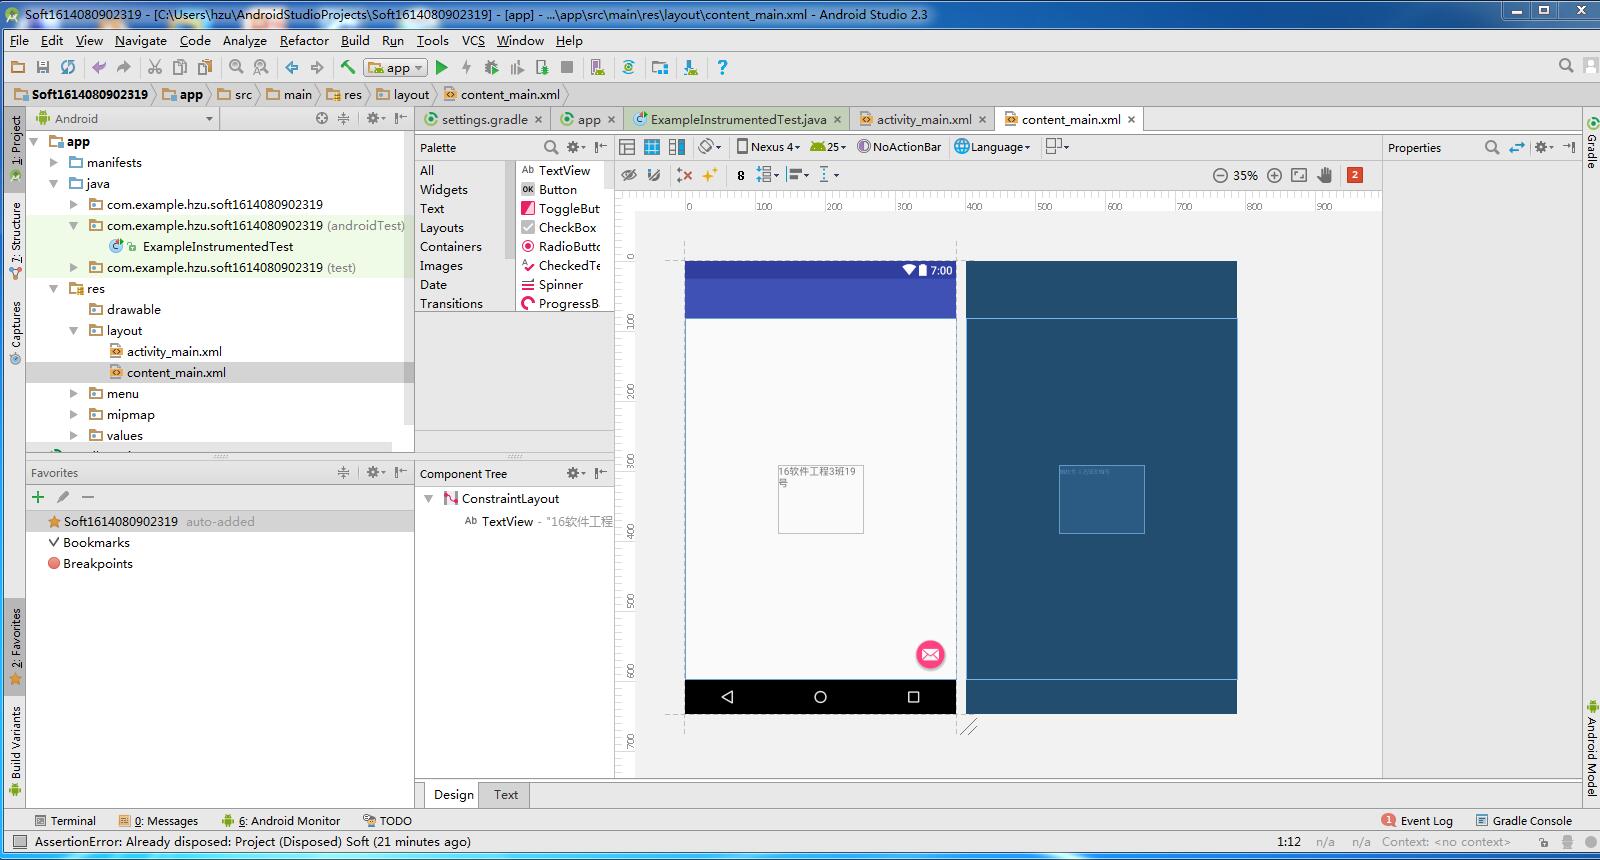 Soft1614080902319 - [C:\Users\hzu\AndroidStudioProjects\Soft1614080902319] - [app] - ...\app\src\main\res\layout\content_main.xml - Android Studio 2.3
File Edit View Navigate Code Analyze Refactor Build Run Tools VCS Window Help
app
Soft1614080902319 app src main res layout content_main.xml
Android
settings.gradle app ExampleInstrumentedTest.java activity_main.xml content_main.xml
1: Project
7: Structure
Captures
2: Favorites
Build Variants
app
manifests
java
com.example.hzu.soft1614080902319
com.example.hzu.soft1614080902319 (androidTest)
ExampleInstrumentedTest
com.example.hzu.soft1614080902319 (test)
res
drawable
layout
activity_main.xml
content_main.xml
menu
mipmap
values
Favorites
Soft1614080902319 auto-added
Bookmarks
Breakpoints
Palette
All
Widgets
Text
Layouts
Containers
Images
Date
Transitions
Ab TextView
OK Button
ToggleBut
CheckBox
RadioButto
CheckedTe
Spinner
ProgressB
Component Tree
ConstraintLayout
Ab TextView - "16软件工程
Nexus 4 25 NoActionBar Language
8 35% 2
0 100 200 300 500 600 700 800 900
0
100
200
300
400
500
600
700
7:00
16软件工程3班19
号
Properties
Gradle
Android Model
Design Text
Terminal 0: Messages 6: Android Monitor TODO
1 Event Log Gradle Console
AssertionError: Already disposed: Project (Disposed) Soft (21 minutes ago)
1:12 n/a n/a Context: <no context>